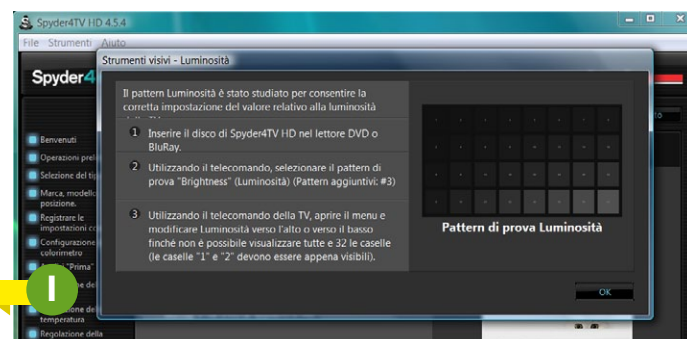 Spyder4TV HD 4.5.4
File Strumenti Aiuto
Strumenti visivi - Luminosità
Spyder4
Il pattern Luminosità è stato studiato per consentire la
corretta impostazione del valore relativo alla luminosità
1 Inserire il disco di Spyder4TV HD nel lettore DVD o
BluRay.
2 Utilizzando il telecomando, selezionare il pattern di
prova "Brightness" (Luminosità) (Pattern aggiuntivi: #3)
3 Utilizzando il telecomando della TV, aprire il menu e
modificare Luminosità verso l'alto o verso il basso
finché non è possibile visualizzare tutte e 32 le caselle
(le caselle "1" e "2" devono essere appena visibili).
Pattern di prova Luminosità
OK
Benvenuti
Operazioni prel
Selezione del tip
Marca, modello
posizione.
Registrare le
impostazioni co
Configurazione
colorimetro
"Prima"
I
temperatura
Regolazione della